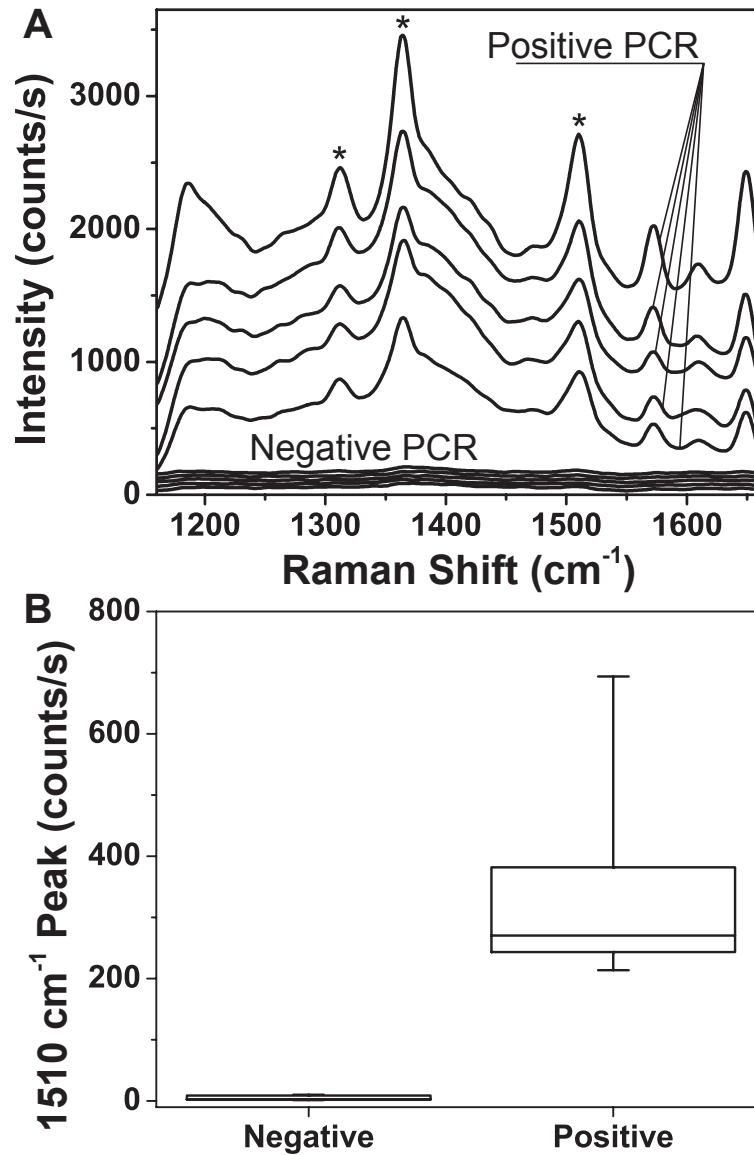 A
*
*
*
Positive PCR
Negative PCR
Intensity (counts/s)
3000
2000
1000
0
1200 1300 1400 1500 1600
Raman Shift (cm⁻¹)
B
1510 cm⁻¹ Peak (counts/s)
800
600
400
200
0
Negative Positive